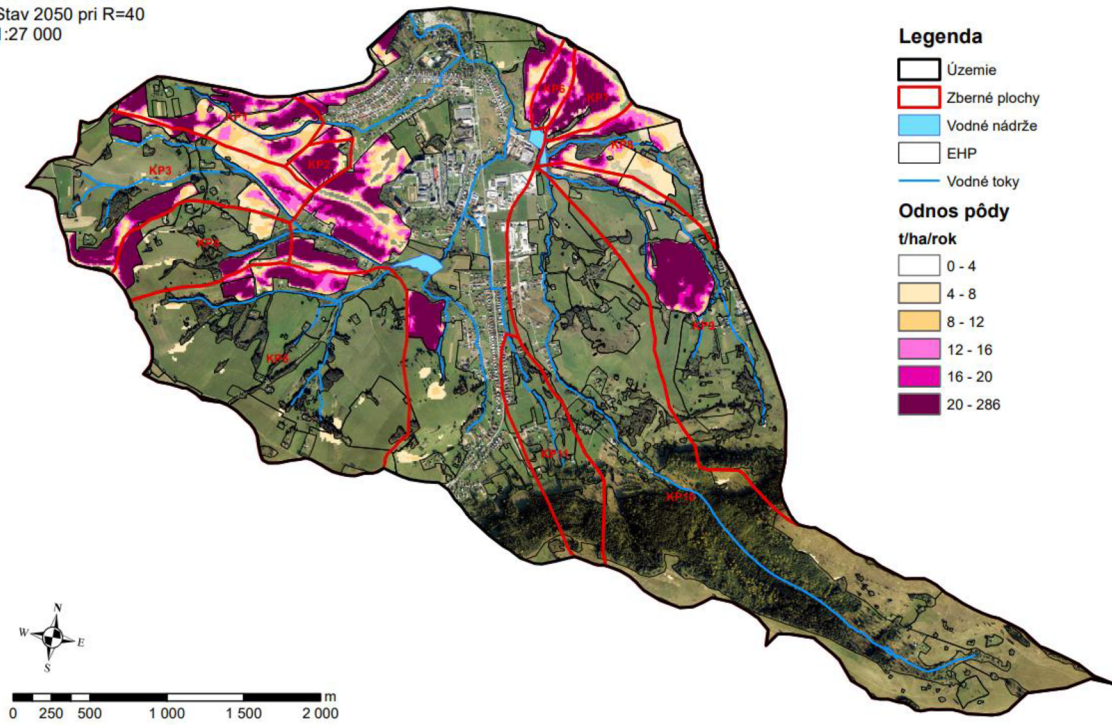 Stav 2050 pri R=40
1:27 000
Legenda
Územie
Zberné plochy
Vodné nádrže
EHP
Vodné toky
Odnos pôdy
t/ha/rok
0 - 4
4 - 8
8 - 12
12 - 16
16 - 20
20 - 286
KP6
KP7
KP1
KP2
KP3
KP9
KP11
KP10
N
W
E
S
m
0 250 500 1 000 1 500 2 000